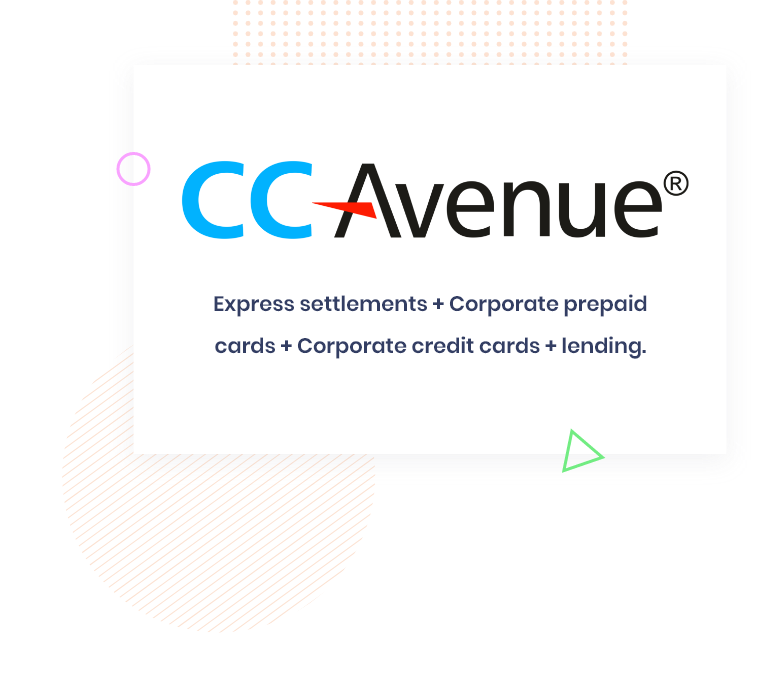 CCAvenue®
Express settlements + Corporate prepaid
cards + Corporate credit cards + lending.